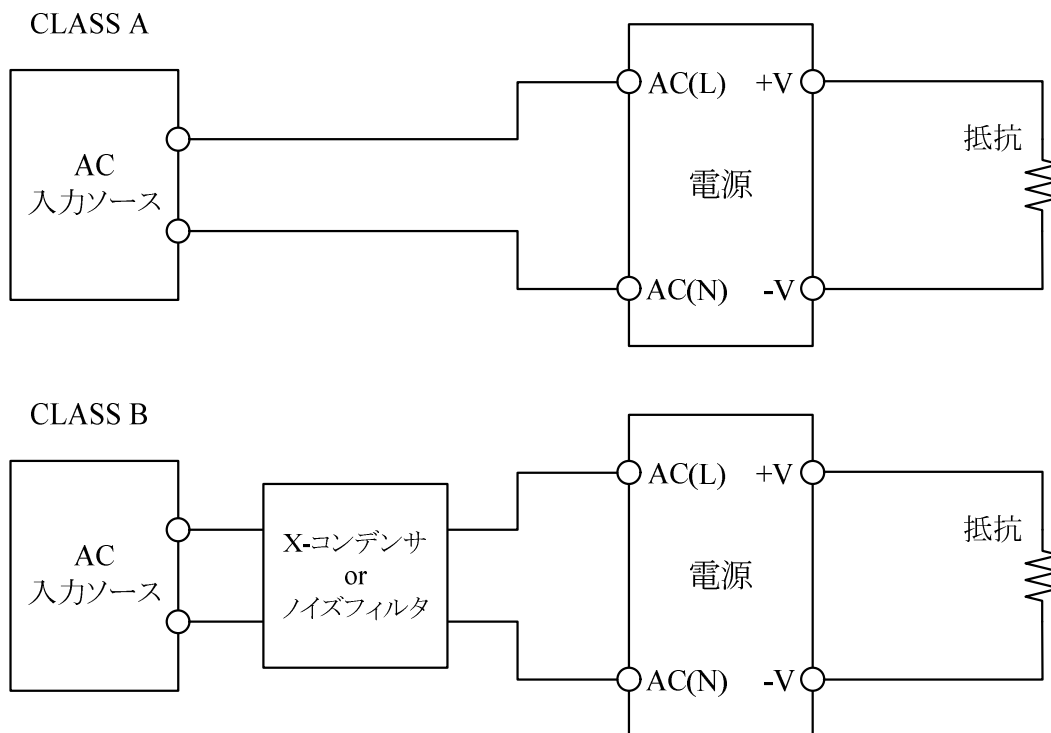 CLASS A
AC
入力ソース
AC(L)
+V
電源
AC(N)
-V
抵抗
CLASS B
AC
入力ソース
X-コンデンサ
or
ノイズフィルタ
AC(L)
+V
電源
AC(N)
-V
抵抗